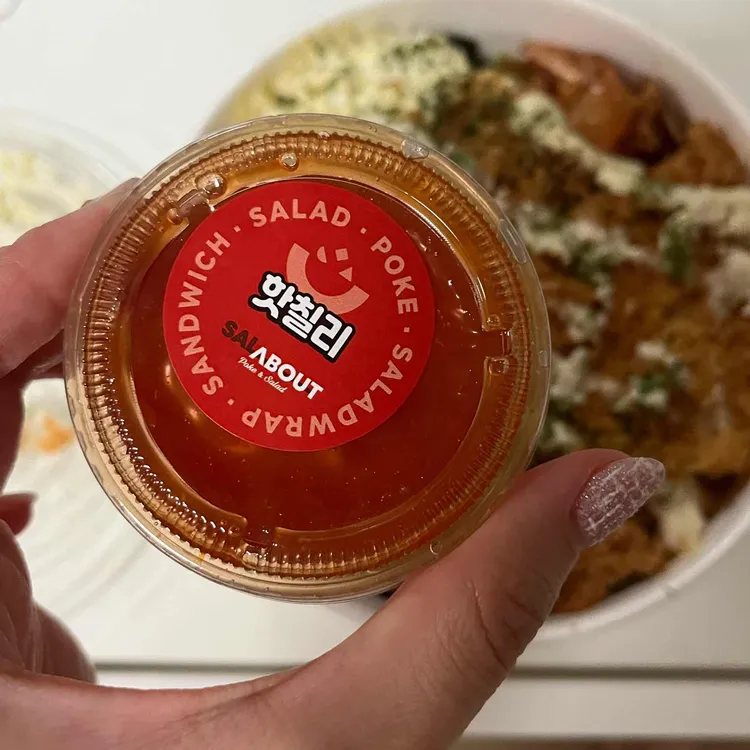 SANDWICH · SALAD · POKE · SALADWRAP ·
핫칠리
SALABOUT
Poke & Salad